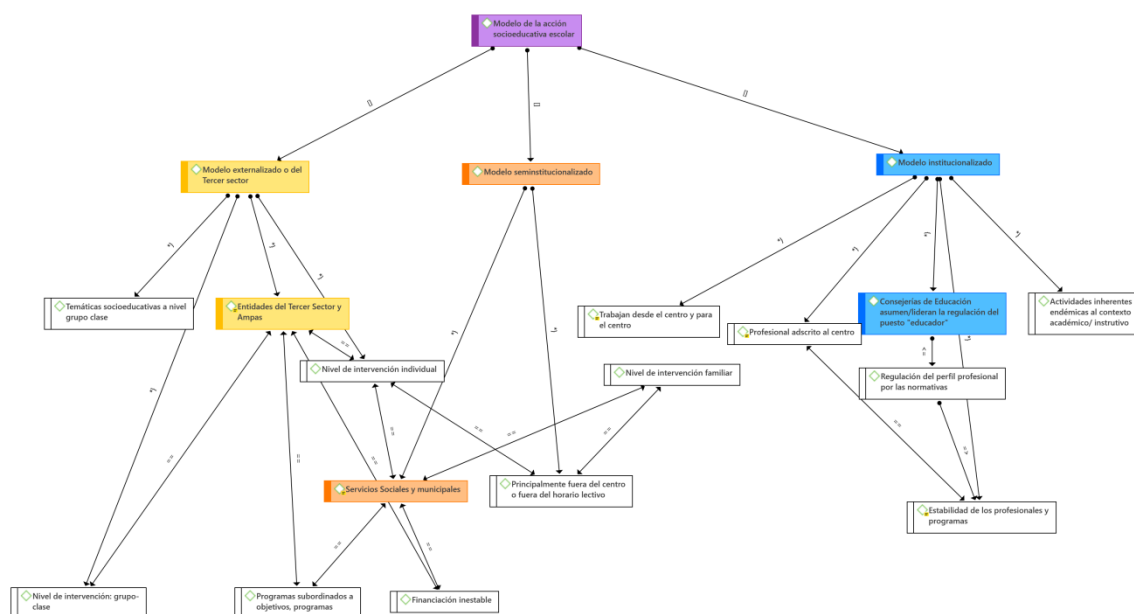 Modelo de la acción
socioeducativa escolar
Modelo externalizado o del
Tercer sector
Modelo seminstitucionalizado
Modelo institucionalizado
Temáticas socioeducativas a nivel
grupo clase
Entidades del Tercer Sector y
Ampas
Trabajan desde el centro y para
el centro
Profesional adscrito al centro
Consejerías de Educación
asumen/lideran la regulación del
puesto "educador"
Actividades inherentes
endémicas al contexto
académico/ instrutivo
Nivel de intervención individual
Nivel de intervención familiar
Regulación del perfil profesional
por las normativas
Servicios Sociales y municipales
Principalmente fuera del centro
o fuera del horario lectivo
Estabilidad de los profesionales y
programas
Nivel de intervención: grupo-
clase
Programas subordinados a
objetivos, programas
Financiación inestable